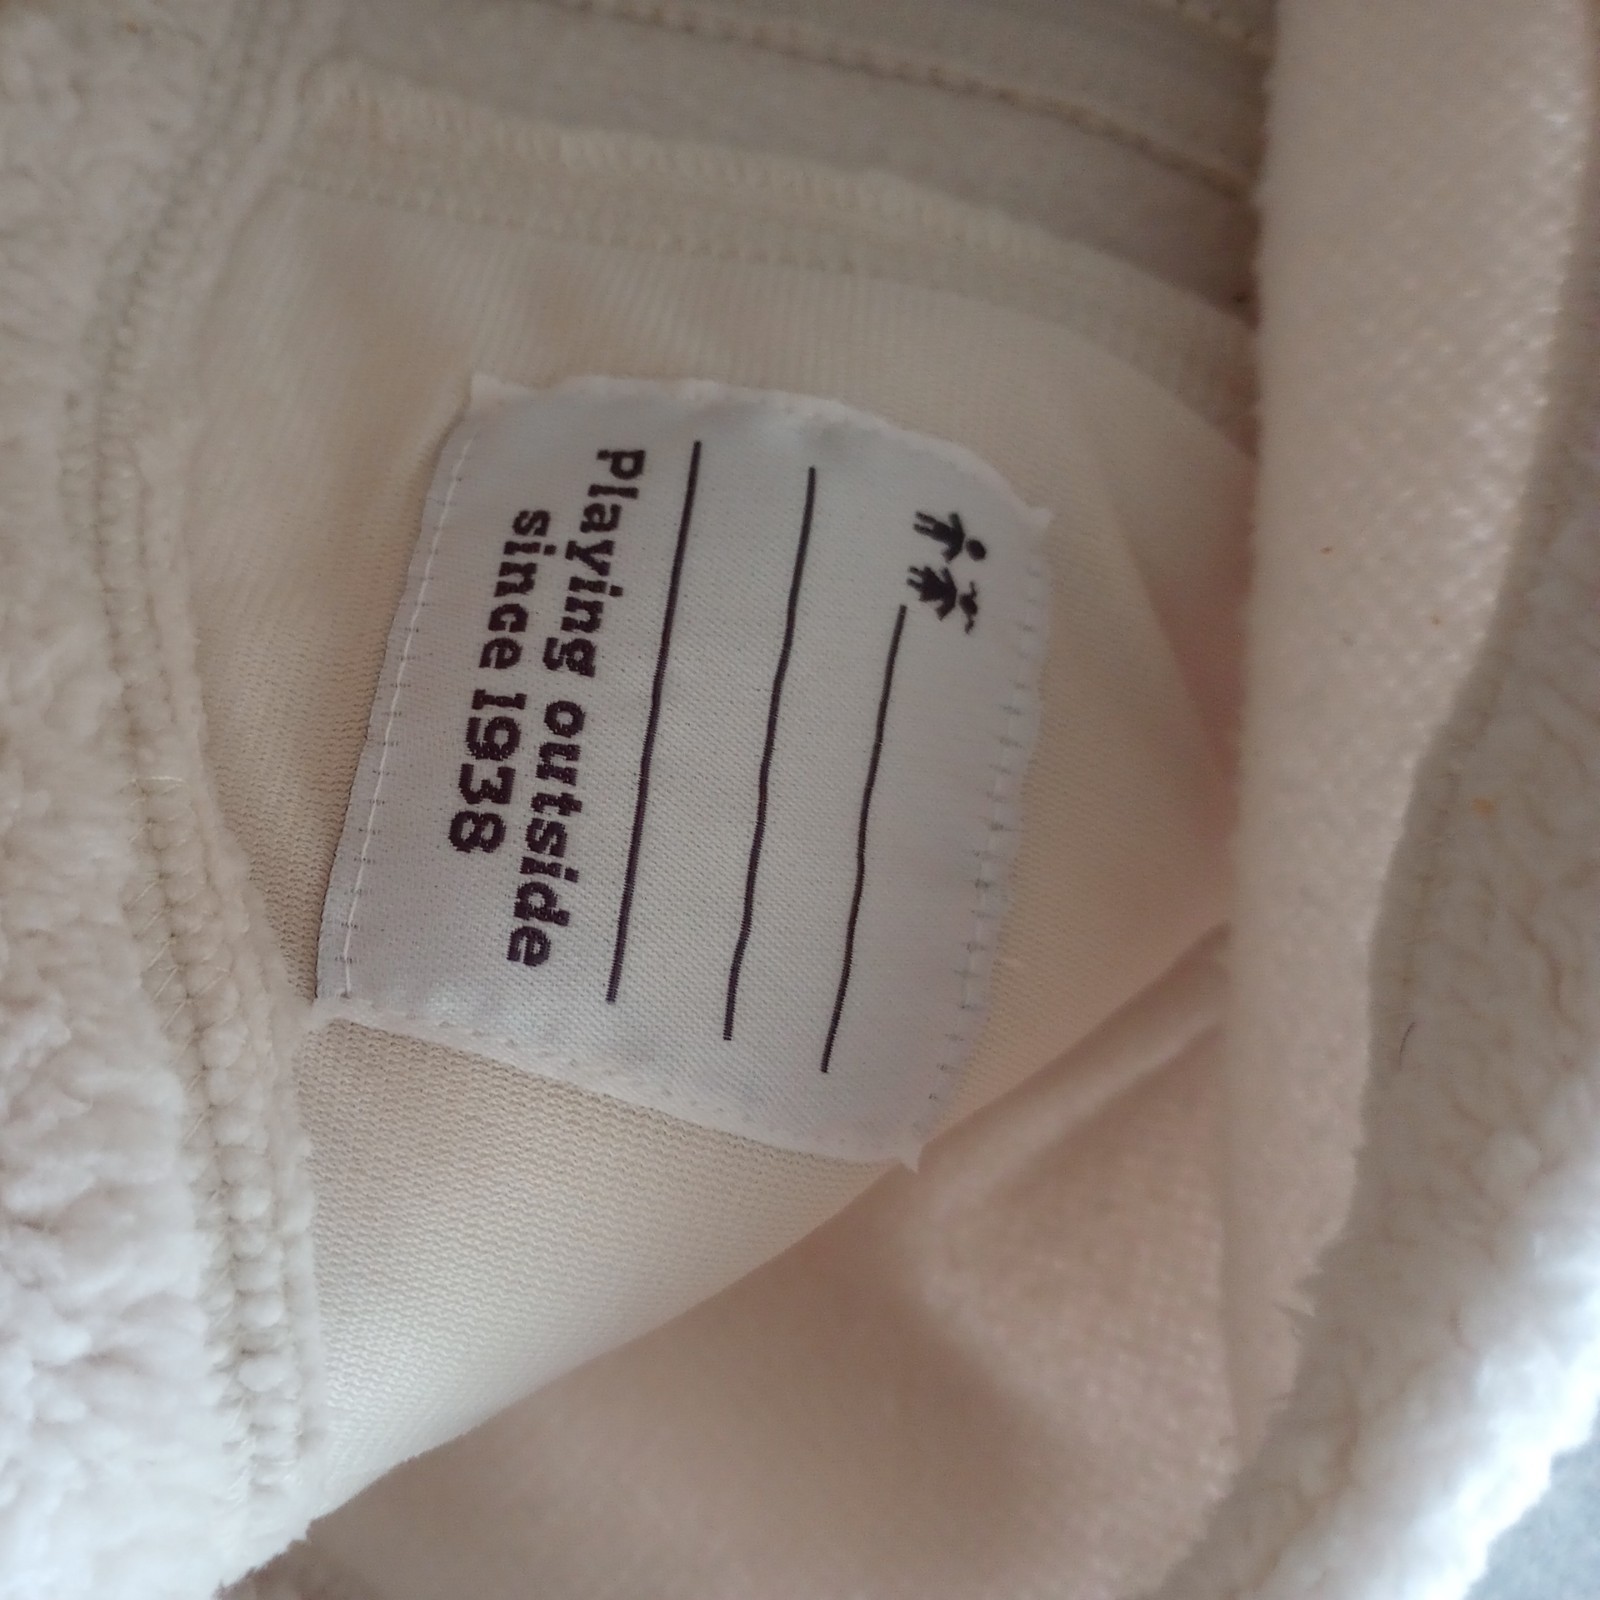 Playing outside
since 1938